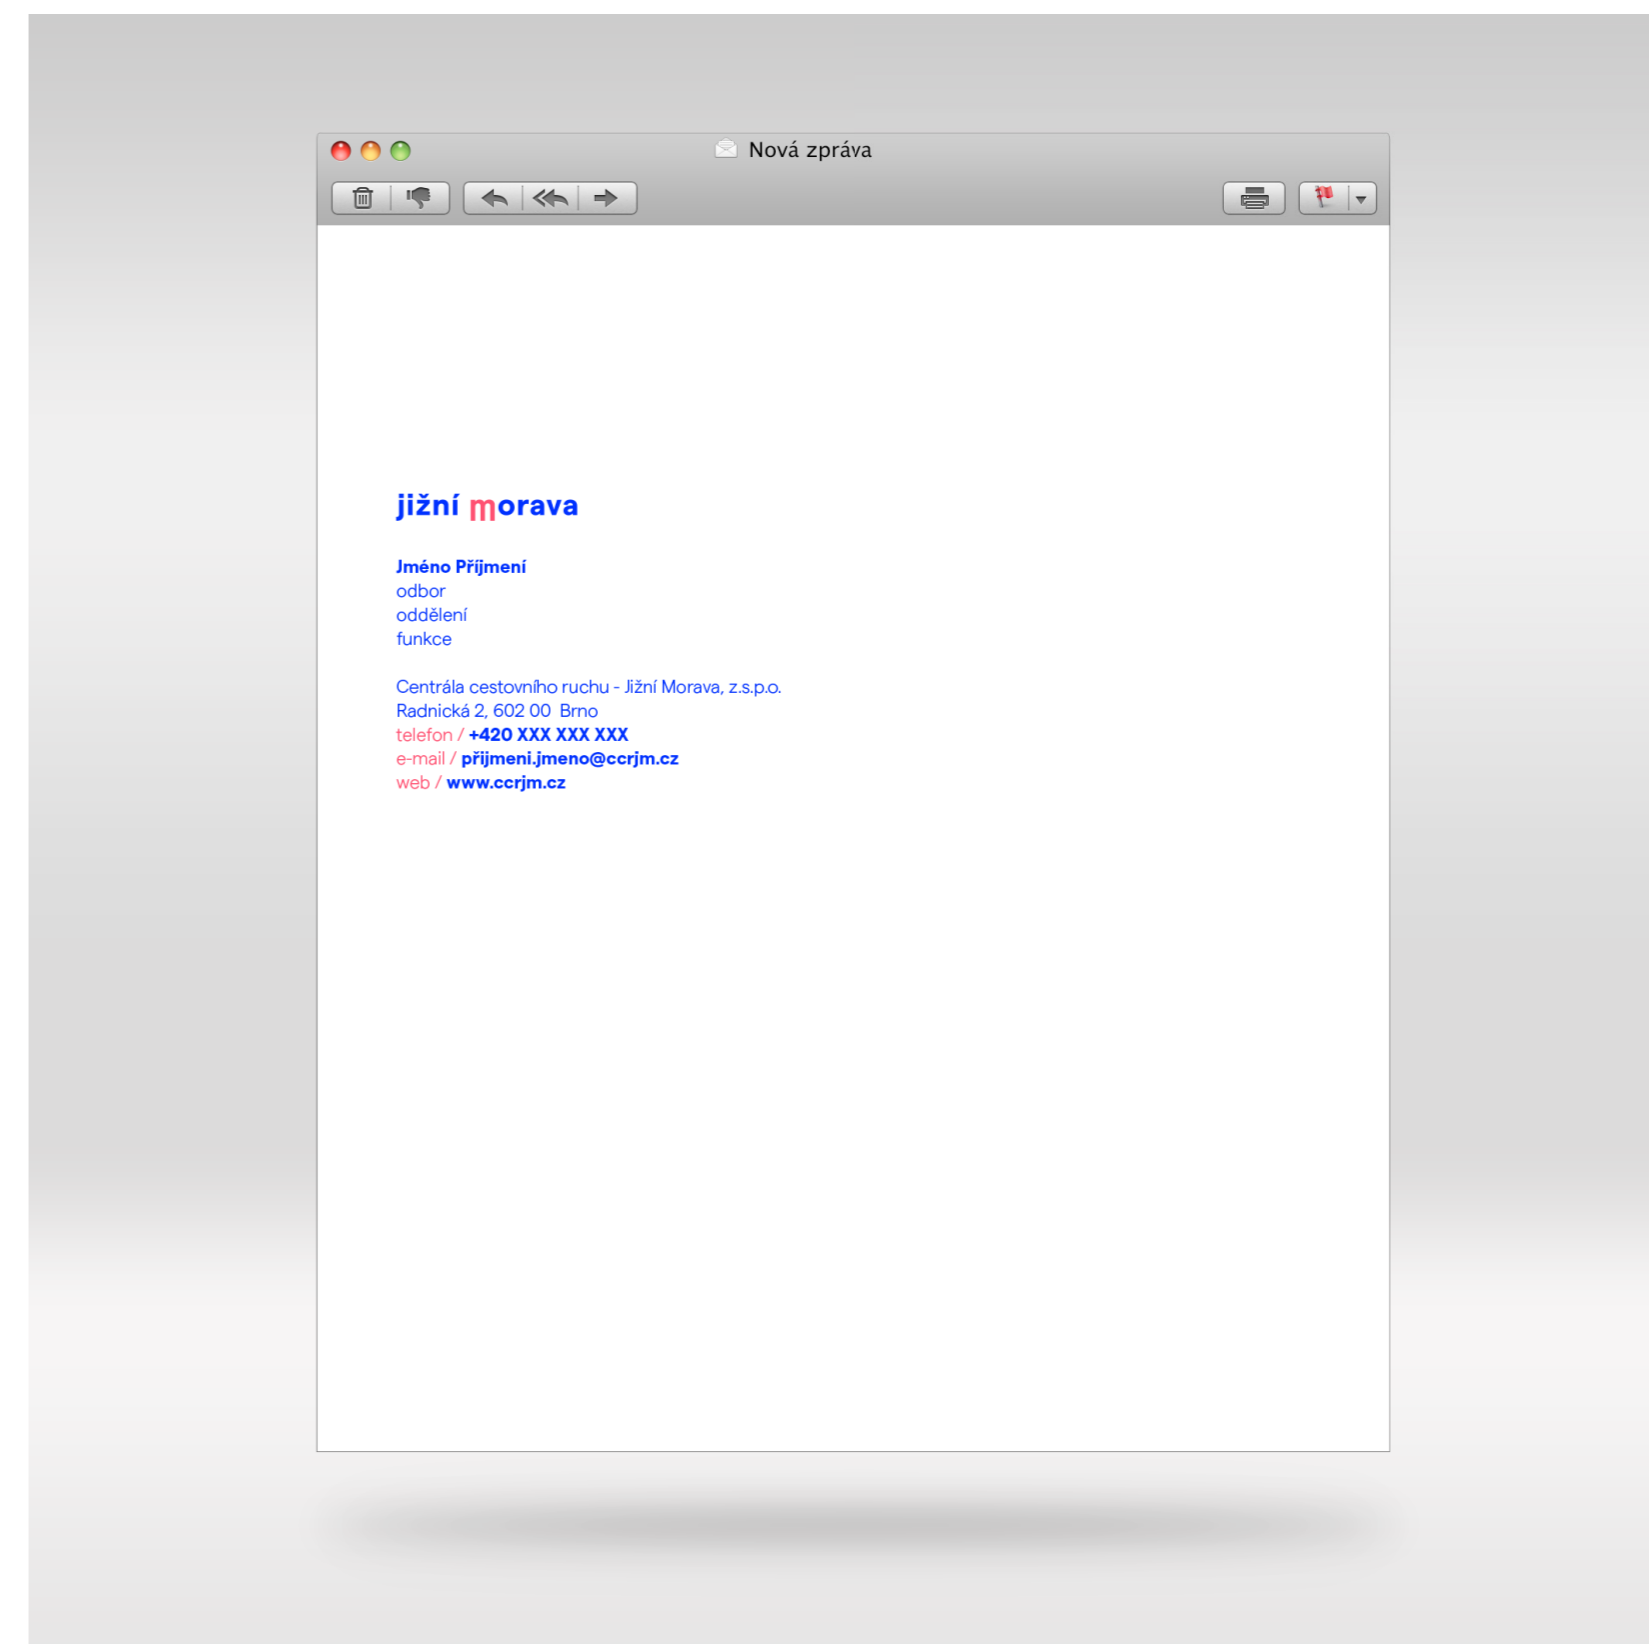 Nová zpráva
jižní morava
Jméno Příjmení
odbor
oddělení
funkce
Centrála cestovního ruchu - Jižní Morava, z.s.p.o.
Radnická 2, 602 00  Brno
telefon / +420 XXX XXX XXX
e-mail / přijmeni.jmeno@ccrjm.cz
web / www.ccrjm.cz